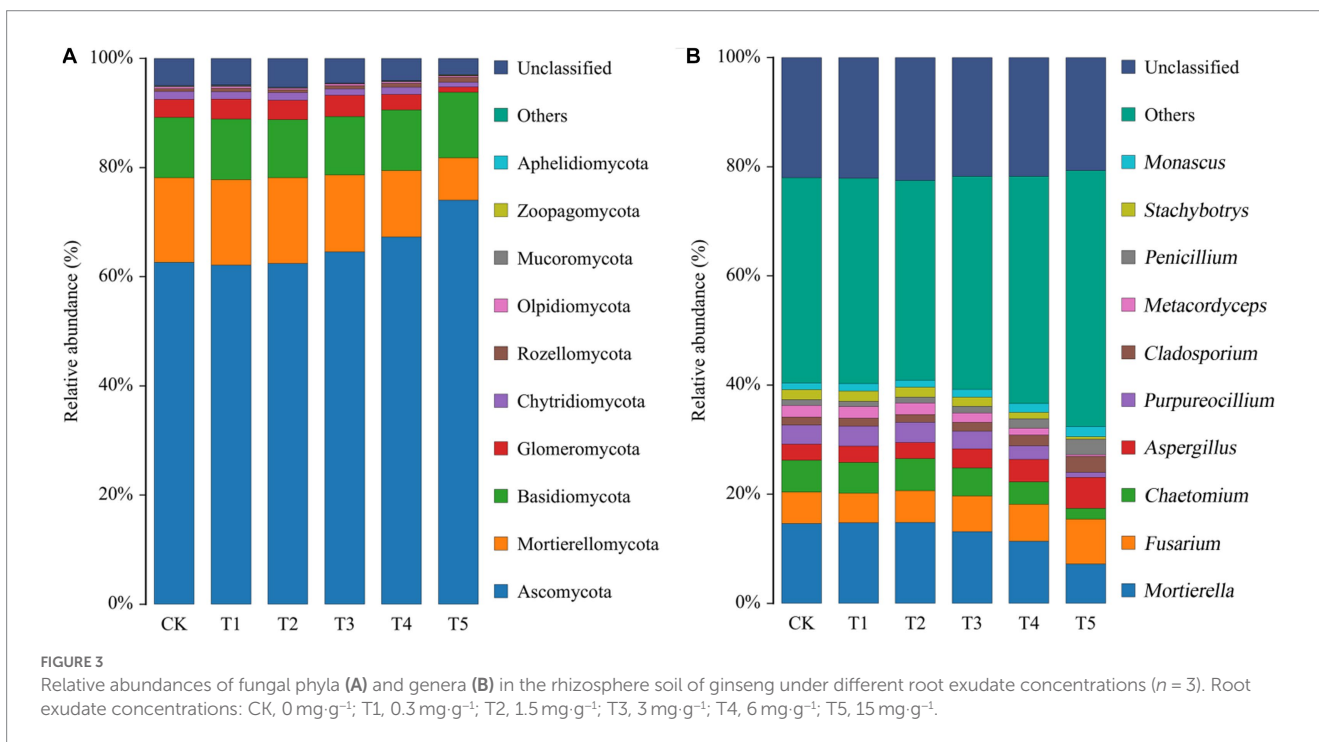 A
Relative abundance (%)
100%
80%
60%
40%
20%
0%
CK T1 T2 T3 T4 T5
Unclassified
Others
Aphelidiomycota
Zoopagomycota
Mucoromycota
Olpidiomycota
Rozellomycota
Chytridiomycota
Glomeromycota
Basidiomycota
Mortierellomycota
Ascomycota
B
Relative abundance (%)
100%
80%
60%
40%
20%
0%
CK T1 T2 T3 T4 T5
Unclassified
Others
Monascus
Stachybotrys
Penicillium
Metacordyceps
Cladosporium
Purpureocillium
Aspergillus
Chaetomium
Fusarium
Mortierella
FIGURE 3
Relative abundances of fungal phyla (A) and genera (B) in the rhizosphere soil of ginseng under different root exudate concentrations (n = 3). Root
exudate concentrations: CK, 0 mg·g⁻¹; T1, 0.3 mg·g⁻¹; T2, 1.5 mg·g⁻¹; T3, 3 mg·g⁻¹; T4, 6 mg·g⁻¹; T5, 15 mg·g⁻¹.